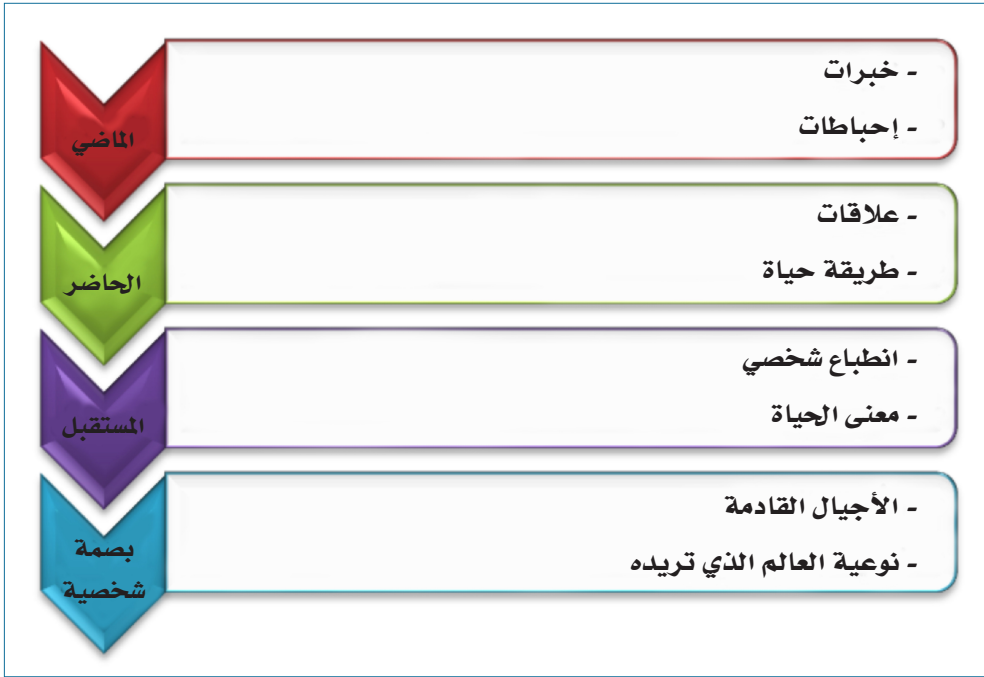 الماضي
- خبرات
- إحباطات
الحاضر
- علاقات
- طريقة حياة
المستقبل
- انطباع شخصي
- معنى الحياة
بصمة
شخصية
- الأجيال القادمة
- نوعية العالم الذي تريده